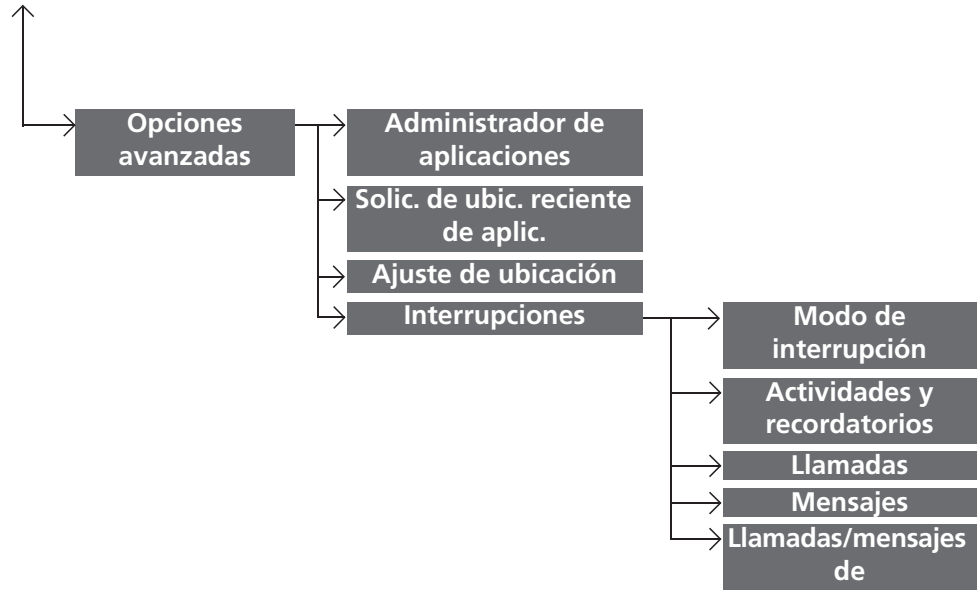 Opciones
avanzadas
Administrador de
aplicaciones
Solic. de ubic. reciente
de aplic.
Ajuste de ubicación
Interrupciones
Modo de
interrupción
Actividades y
recordatorios
Llamadas
Mensajes
Llamadas/mensajes
de